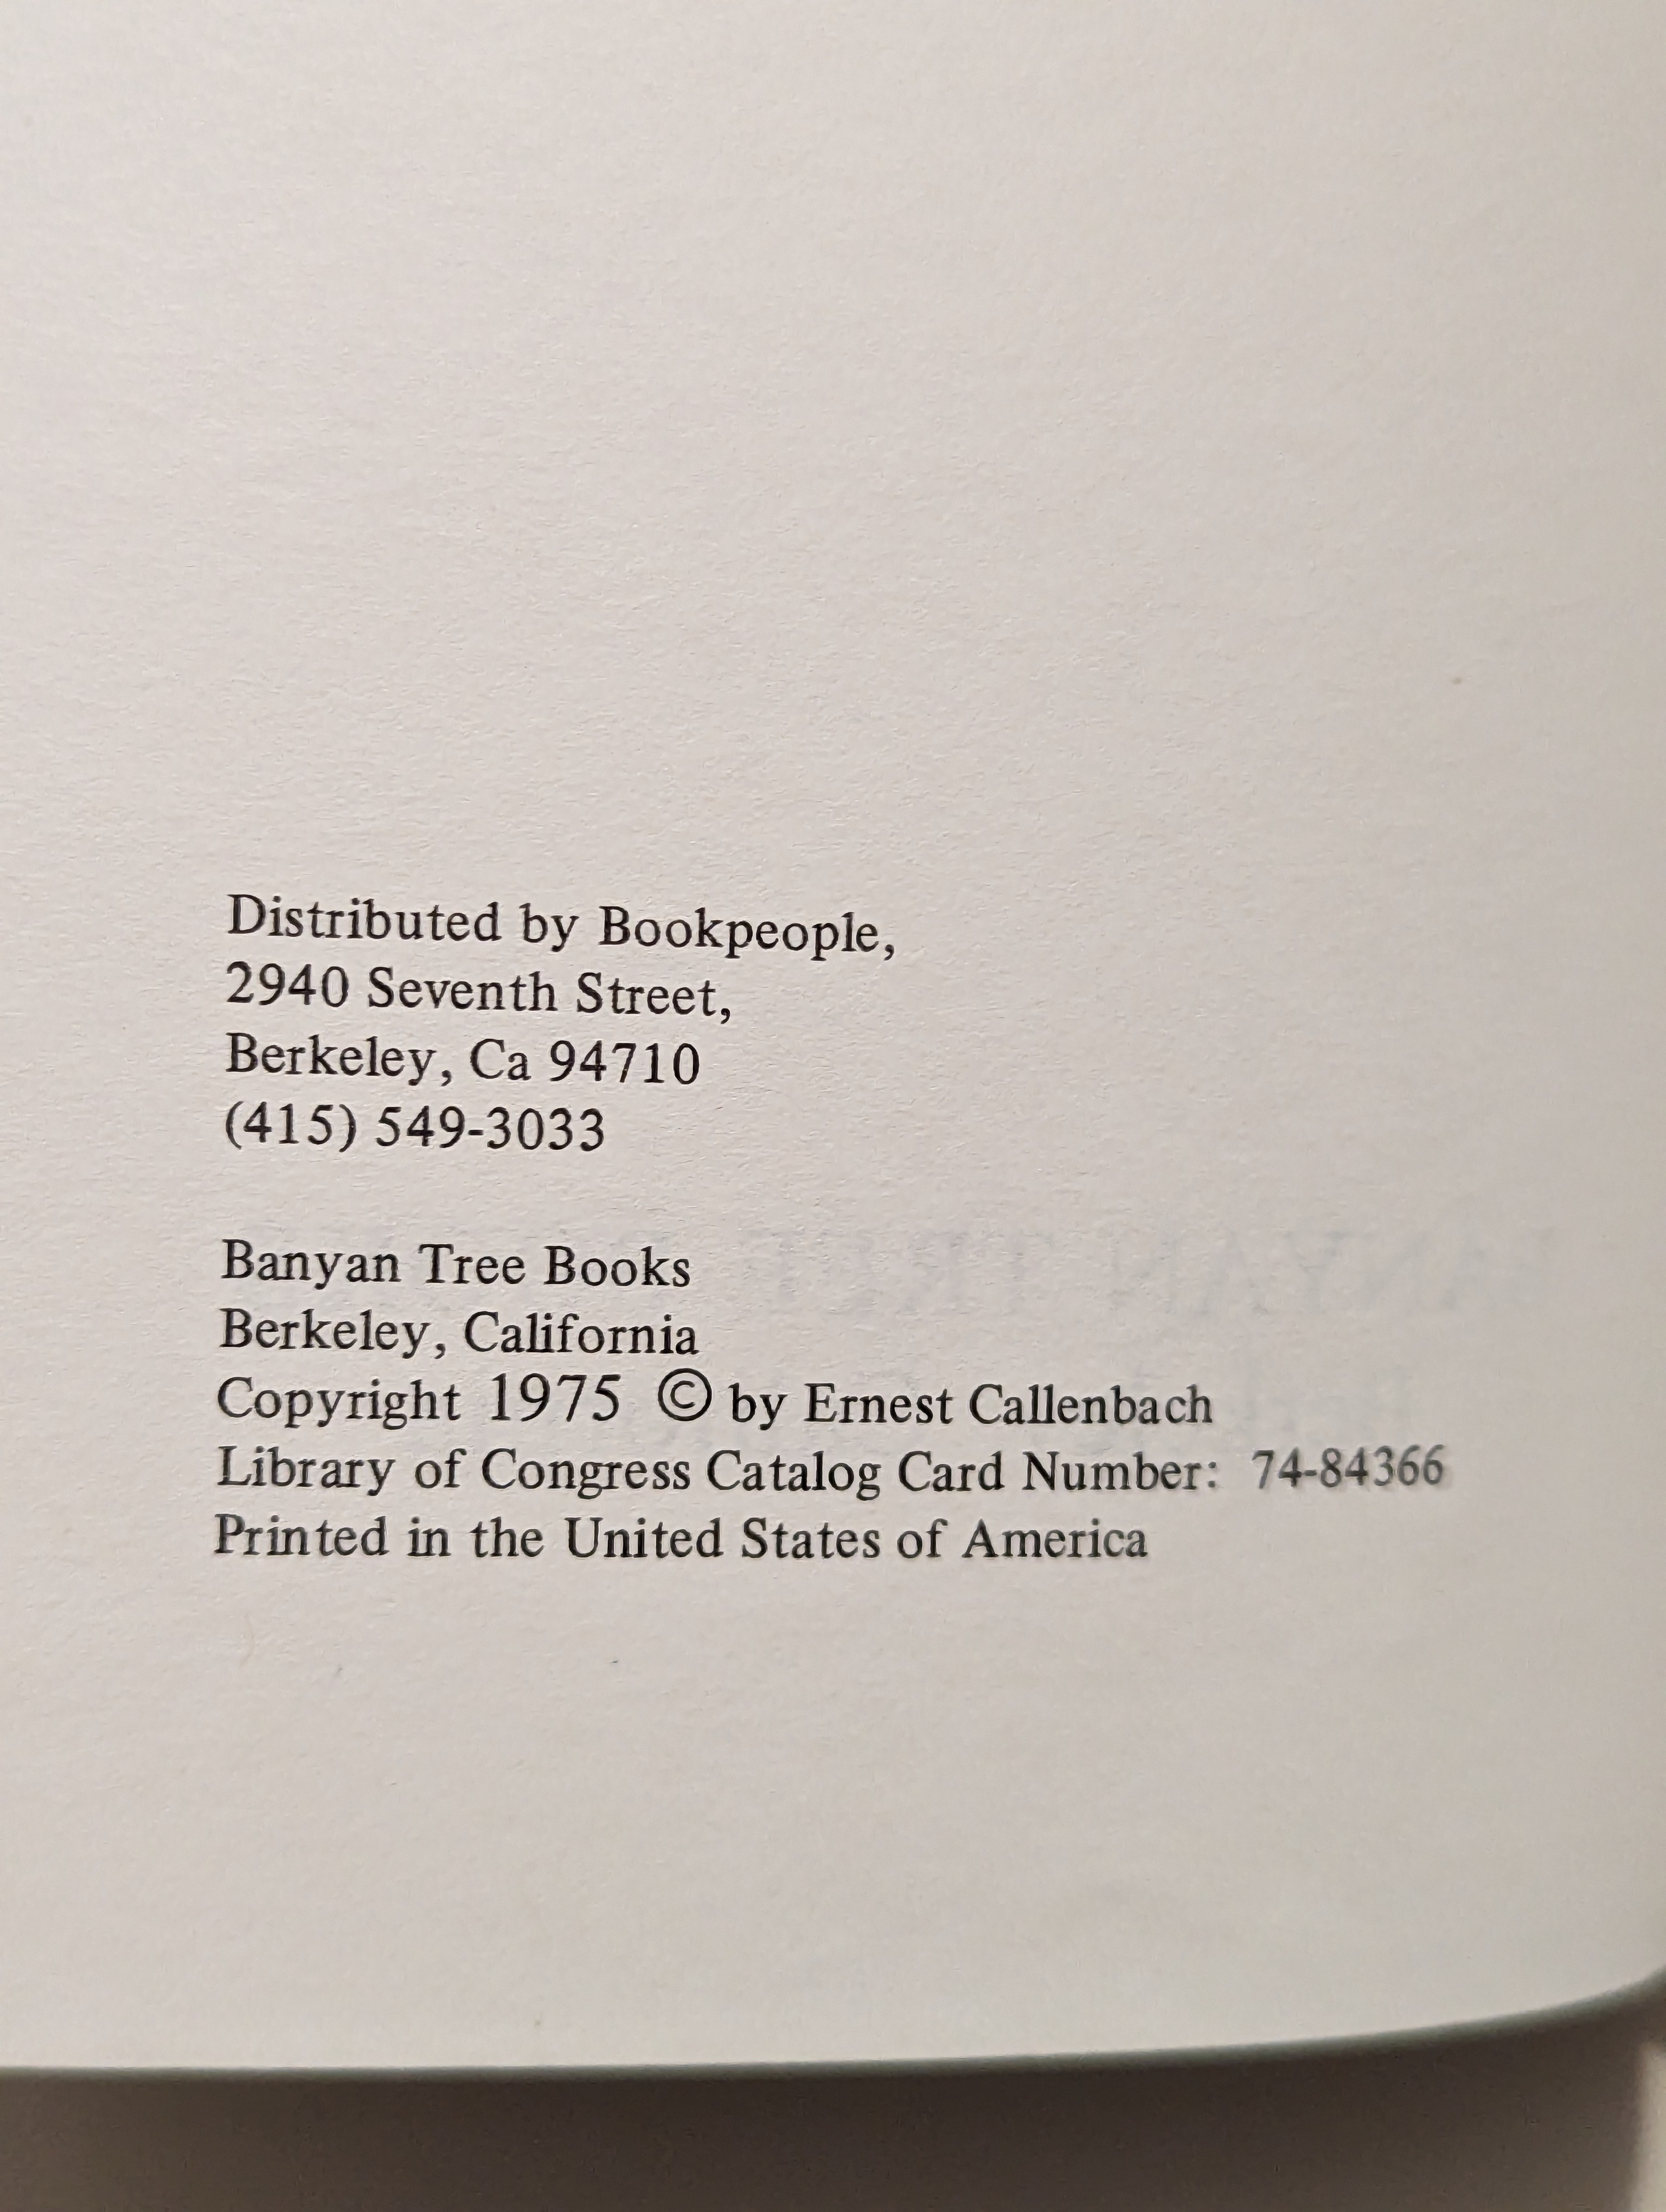 Distributed by Bookpeople,
2940 Seventh Street,
Berkeley, Ca 94710
(415) 549-3033
Banyan Tree Books
Berkeley, California
Copyright 1975 © by Ernest Callenbach
Library of Congress Catalog Card Number: 74-84366
Printed in the United States of America